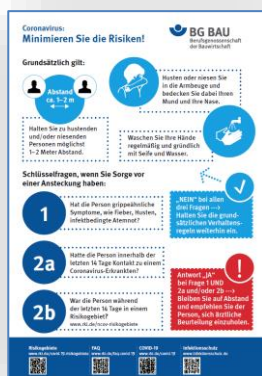 Coronavirus:
Minimieren Sie die Risiken!
BG BAU
Berufsgenossenschaft
der Bauwirtschaft
Grundsätzlich gilt:
Abstand
ca. 1–2 m
Husten oder niesen Sie
in die Armbeuge und
bedecken Sie dabei Ihren
Mund und Ihre Nase.
Halten Sie zu hustenden
und/oder niesenden
Personen möglichst
1–2 Meter Abstand.
Waschen Sie Ihre Hände
regelmäßig und gründlich
mit Seife und Wasser.
Schlüsselfragen, wenn Sie Sorge vor
einer Ansteckung haben:
1
Hat die Person grippeähnliche
Symptome, wie Fieber, Husten,
infektbedingte Atemnot?
„NEIN“ bei allen
drei Fragen →
Halten Sie die grund-
sätzlichen Verhaltens-
regeln weiterhin ein.
2a
Hatte die Person innerhalb der
letzten 14 Tage Kontakt zu einem
Coronavirus-Erkrankten?
2b
War die Person während
der letzten 14 Tage in einem
Risikogebiet?
www.rki.de/ncov-risikogebiete
!
Antwort „JA“
bei Frage 1 UND
2a und/oder 2b →
Bleiben Sie auf Abstand
und empfehlen Sie der
Person, sich ärztliche
Beurteilung einzuholen.
Risikogebiete
FAQ
COVID-19
Infektionsschutz